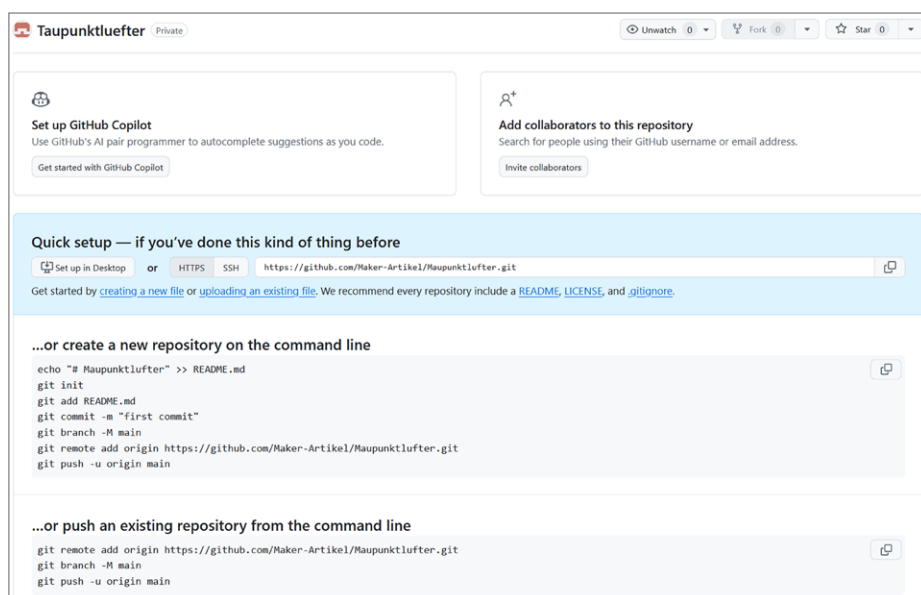 Taupunktluefter Private Unwatch 0 Fork 0 Star 0
Set up GitHub Copilot
Use GitHub's AI pair programmer to autocomplete suggestions as you code.
Get started with GitHub Copilot
Add collaborators to this repository
Search for people using their GitHub username or email address.
Invite collaborators
Quick setup — if you've done this kind of thing before
Set up in Desktop or HTTPS SSH https://github.com/Maker-Artikel/Maupunktlufter.git
Get started by creating a new file or uploading an existing file. We recommend every repository include a README, LICENSE, and .gitignore.
...or create a new repository on the command line
echo "# Maupunktlufter" >> README.md
git init
git add README.md
git commit -m "first commit"
git branch -M main
git remote add origin https://github.com/Maker-Artikel/Maupunktlufter.git
git push -u origin main
...or push an existing repository from the command line
git remote add origin https://github.com/Maker-Artikel/Maupunktlufter.git
git branch -M main
git push -u origin main